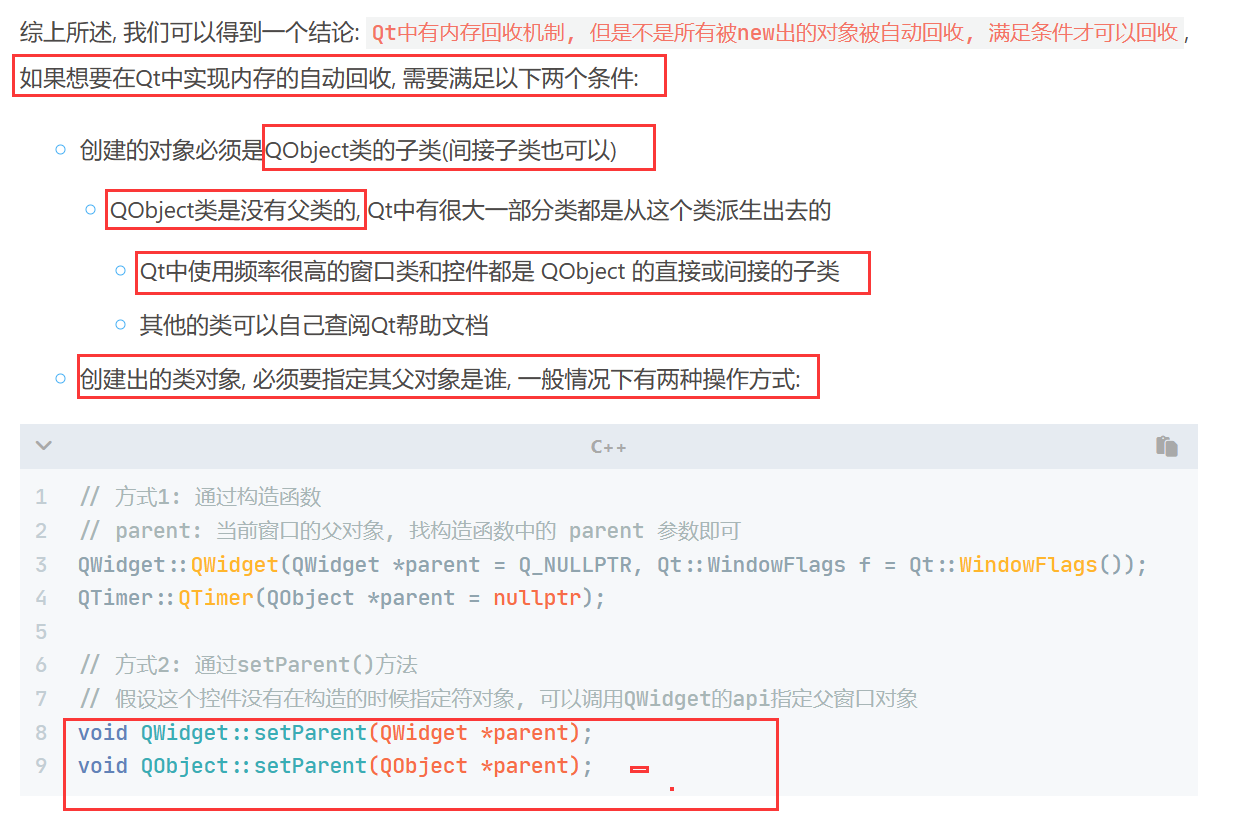 综上所述, 我们可以得到一个结论: Qt中有内存回收机制, 但是不是所有被new出的对象被自动回收, 满足条件才可以回收,
如果想要在Qt中实现内存的自动回收, 需要满足以下两个条件:
创建的对象必须是QObject类的子类(间接子类也可以)
QObject类是没有父类的, Qt中有很大一部分类都是从这个类派生出去的
Qt中使用频率很高的窗口类和控件都是 QObject 的直接或间接的子类
其他的类可以自己查阅Qt帮助文档
创建出的类对象, 必须要指定其父对象是谁, 一般情况下有两种操作方式:
C++
1 // 方式1: 通过构造函数
2 // parent: 当前窗口的父对象, 找构造函数中的 parent 参数即可
3 QWidget::QWidget(QWidget *parent = Q_NULLPTR, Qt::WindowFlags f = Qt::WindowFlags());
4 QTimer::QTimer(QObject *parent = nullptr);
5
6 // 方式2: 通过setParent()方法
7 // 假设这个控件没有在构造的时候指定符对象, 可以调用QWidget的api指定父窗口对象
8 void QWidget::setParent(QWidget *parent);
9 void QObject::setParent(QObject *parent);